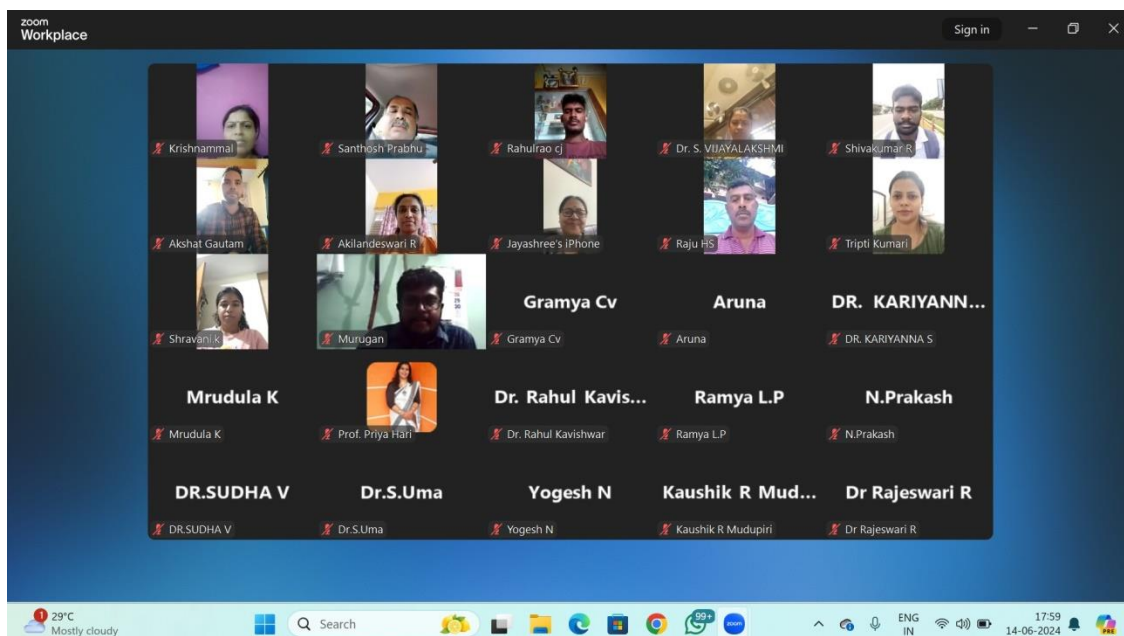 zoom
Workplace
Sign in
Krishnammal
Santhosh Prabhu
Rahulrao cj
Dr. S. VIJAYALAKSHMI
Shivakumar R
Akshat Gautam
Akilandeswari R
Jayashree's iPhone
Raju HS
Tripti Kumari
Shravani k
Murugan
Gramya Cv
Gramya Cv
Aruna
Aruna
DR. KARIYANN...
DR. KARIYANNA S
Mrudula K
Mrudula K
Prof. Priya Hari
Dr. Rahul Kavis...
Dr. Rahul Kavishwar
Ramya L.P
Ramya L.P
N.Prakash
N.Prakash
DR.SUDHA V
DR.SUDHA V
Dr.S.Uma
Dr.S.Uma
Yogesh N
Yogesh N
Kaushik R Mud...
Kaushik R Mudupiri
Dr Rajeswari R
Dr Rajeswari R
1
29°C
Mostly cloudy
Search
99+
zoom
ENG
IN
17:59
14-06-2024
PRE